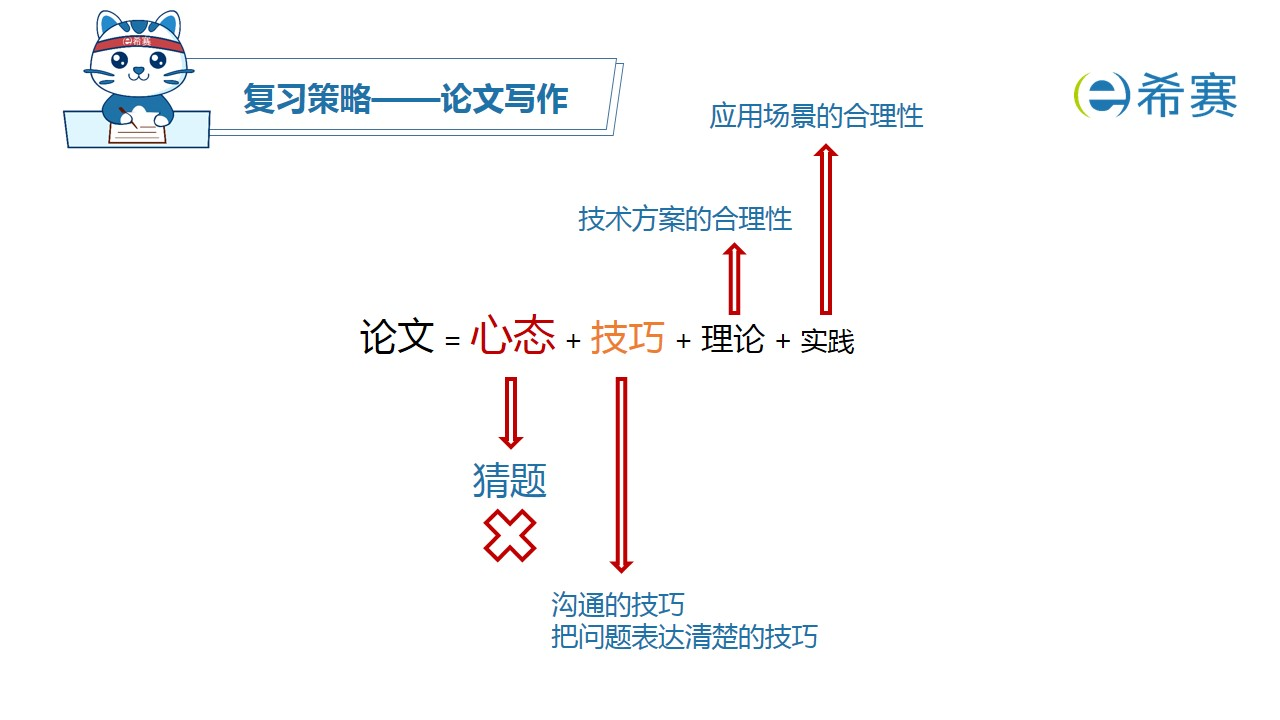 希赛
复习策略——论文写作
希赛
应用场景的合理性
技术方案的合理性
论文 = 心态 + 技巧 + 理论 + 实践
猜题
沟通的技巧
把问题表达清楚的技巧